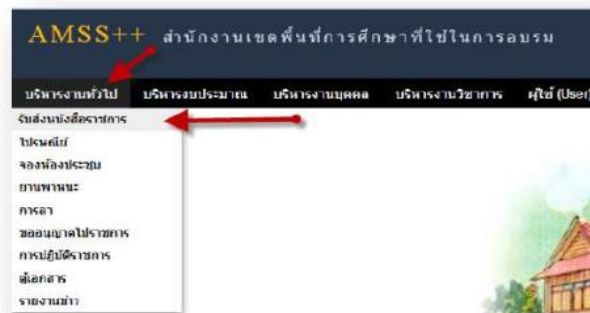 AMSS++ สำนักงานเขตพื้นที่การศึกษาที่ใช้ในการอบรม
บริหารงานทั่วไป บริหารงบประมาณ บริหารงานบุคคล บริหารงานวิชาการ ผู้ใช้ (User)
รับส่งหนังสือราชการ
ไปรษณีย์
จองห้องประชุม
ยานพาหนะ
การลา
ขออนุญาตไปราชการ
การปฏิบัติราชการ
ตู้เอกสาร
รายงานข่าว